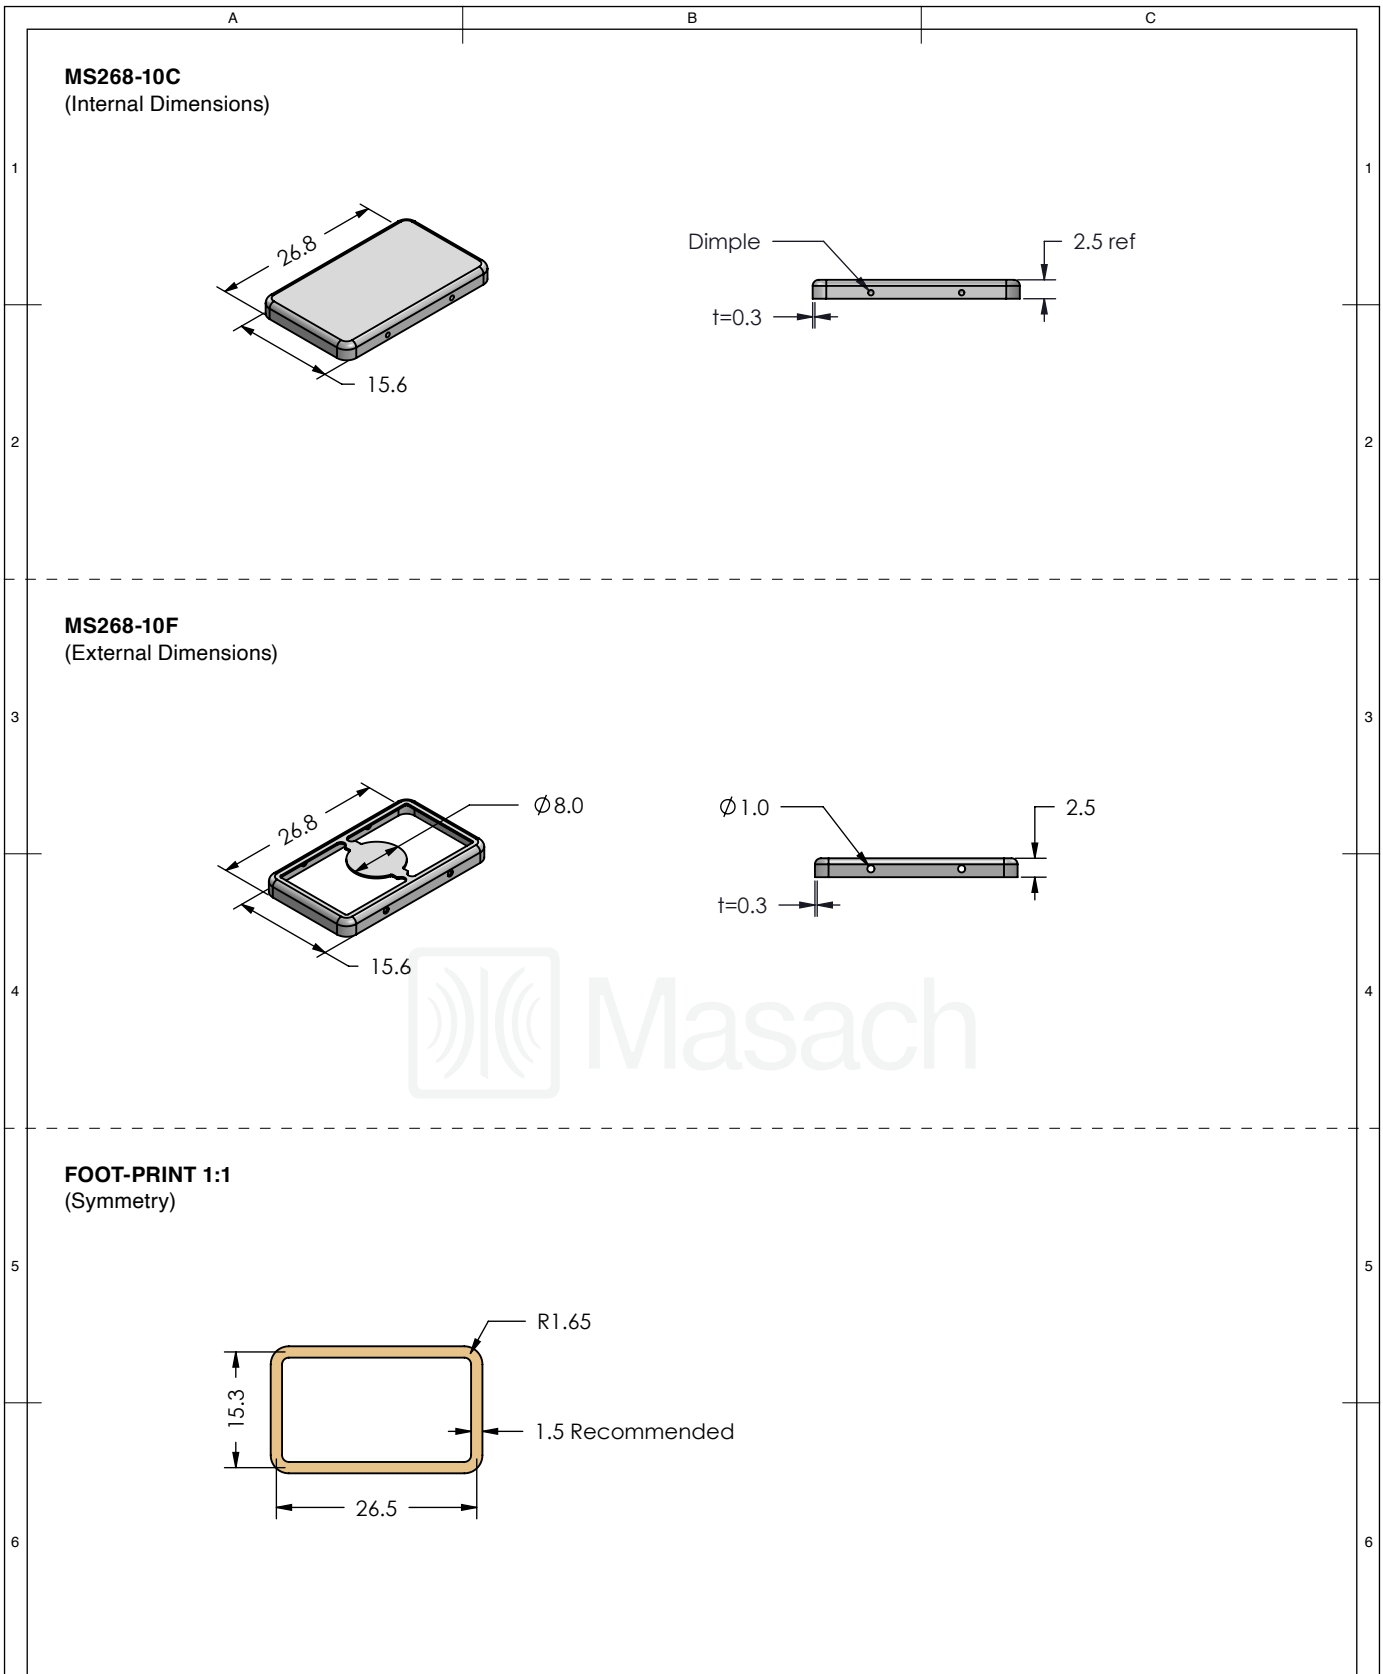 A B C
MS268-10C
(Internal Dimensions)
1 1
26.8
15.6
Dimple
2.5 ref
t=0.3
2 2
MS268-10F
(External Dimensions)
3 3
26.8
Ø8.0
15.6
Ø1.0
2.5
t=0.3
Masach
4 4
FOOT-PRINT 1:1
(Symmetry)
5 5
R1.65
15.3
1.5 Recommended
26.5
6 6